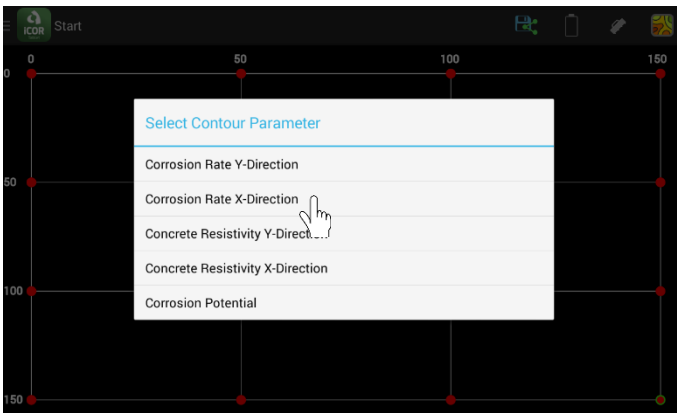 iCOR
Start
0 50 100 150
0
Select Contour Parameter
Corrosion Rate Y-Direction
50
Corrosion Rate X-Direction
Concrete Resistivity Y-Direction
Concrete Resistivity X-Direction
100
Corrosion Potential
150